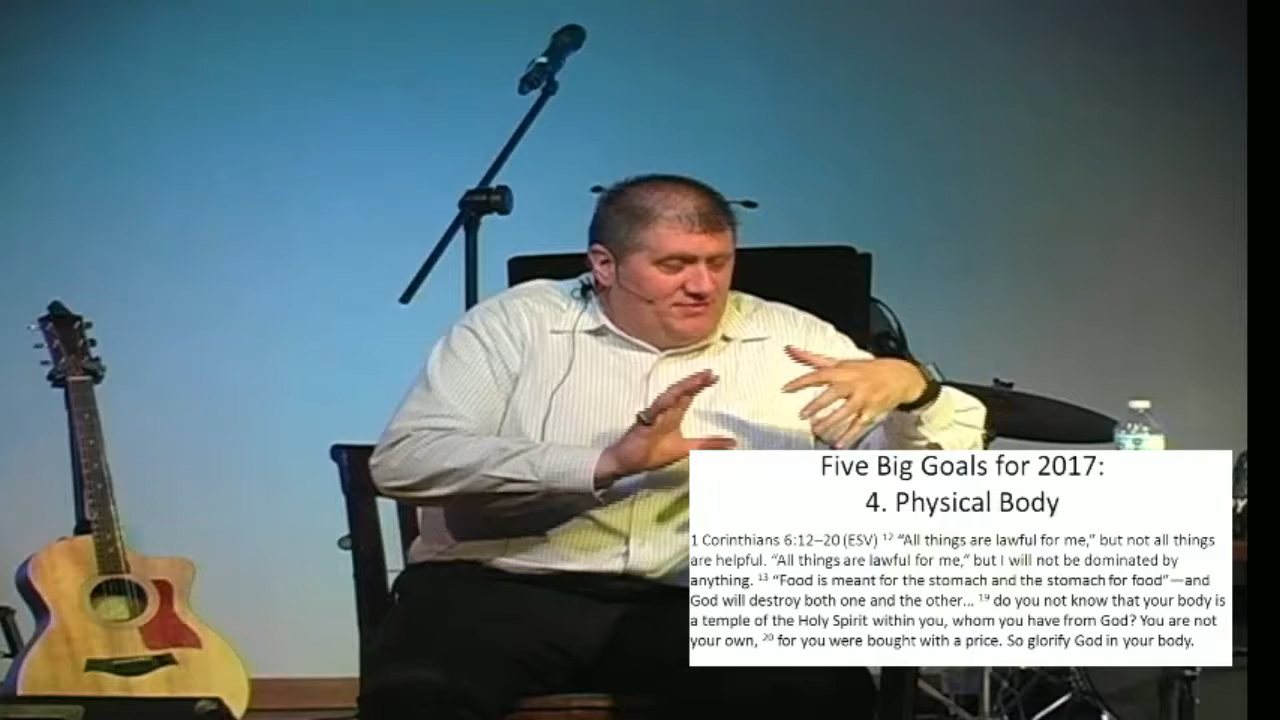 Five Big Goals for 2017:
4. Physical Body
1 Corinthians 6:12–20 (ESV) ¹² “All things are lawful for me,” but not all things
are helpful. “All things are lawful for me,” but I will not be dominated by
anything. ¹³ “Food is meant for the stomach and the stomach for food”—and
God will destroy both one and the other... ¹⁹ do you not know that your body is
a temple of the Holy Spirit within you, whom you have from God? You are not
your own, ²⁰ for you were bought with a price. So glorify God in your body.